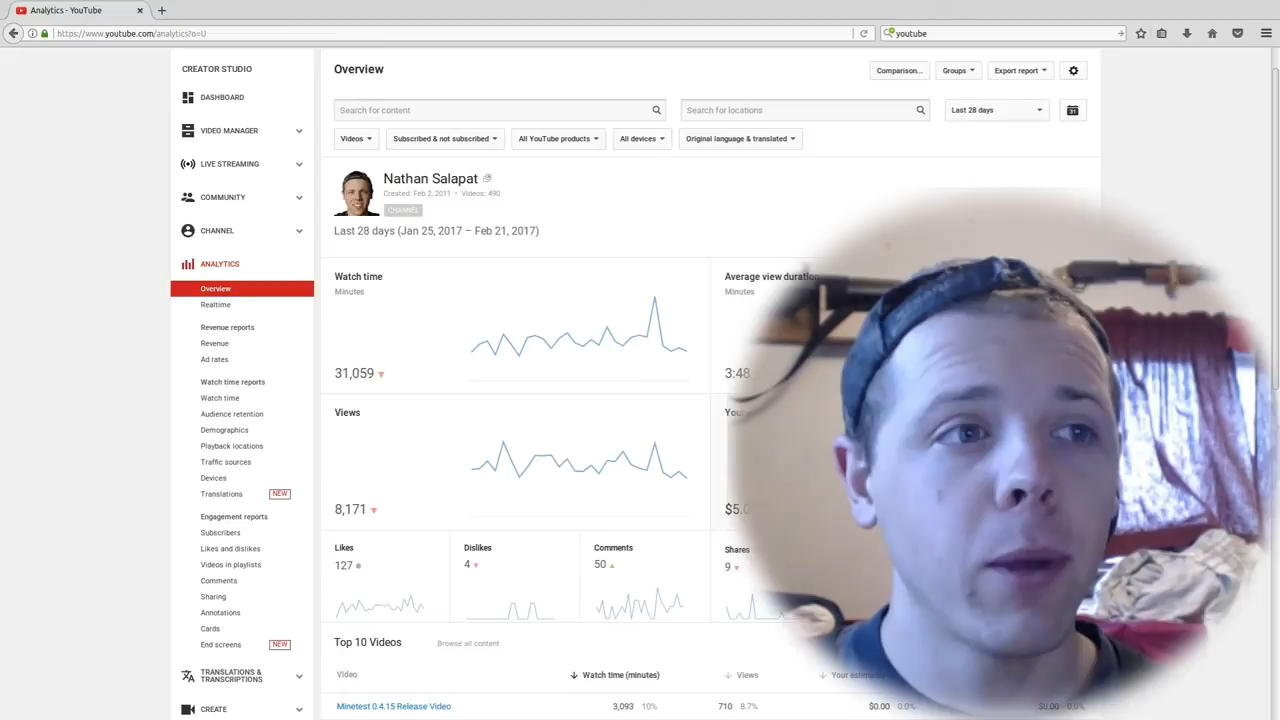 Analytics - YouTube
https://www.youtube.com/analytics?o=U
youtube
CREATOR STUDIO
DASHBOARD
VIDEO MANAGER
LIVE STREAMING
COMMUNITY
CHANNEL
ANALYTICS
Overview
Realtime
Revenue reports
Revenue
Ad rates
Watch time reports
Watch time
Audience retention
Demographics
Playback locations
Traffic sources
Devices
Translations NEW
Engagement reports
Subscribers
Likes and dislikes
Videos in playlists
Comments
Sharing
Annotations
Cards
End screens NEW
TRANSLATIONS &
TRANSCRIPTIONS
CREATE
Overview
Comparison... Groups Export report
Search for content Search for locations Last 28 days
Videos Subscribed & not subscribed All YouTube products All devices Original language & translated
Nathan Salapat
Created: Feb 2, 2011 • Videos: 490
CHANNEL
Last 28 days (Jan 25, 2017 – Feb 21, 2017)
Watch time Average view duration
Minutes Minutes
31,059 3:48
Views
8,171
Likes Dislikes Comments Shares
127 4 50 9
Top 10 Videos Browse all content
Video Watch time (minutes) Views Your
Minetest 0.4.15 Release Video 3,093 10% 710 8.7% $0.00 0.0% $0.00 0.0%